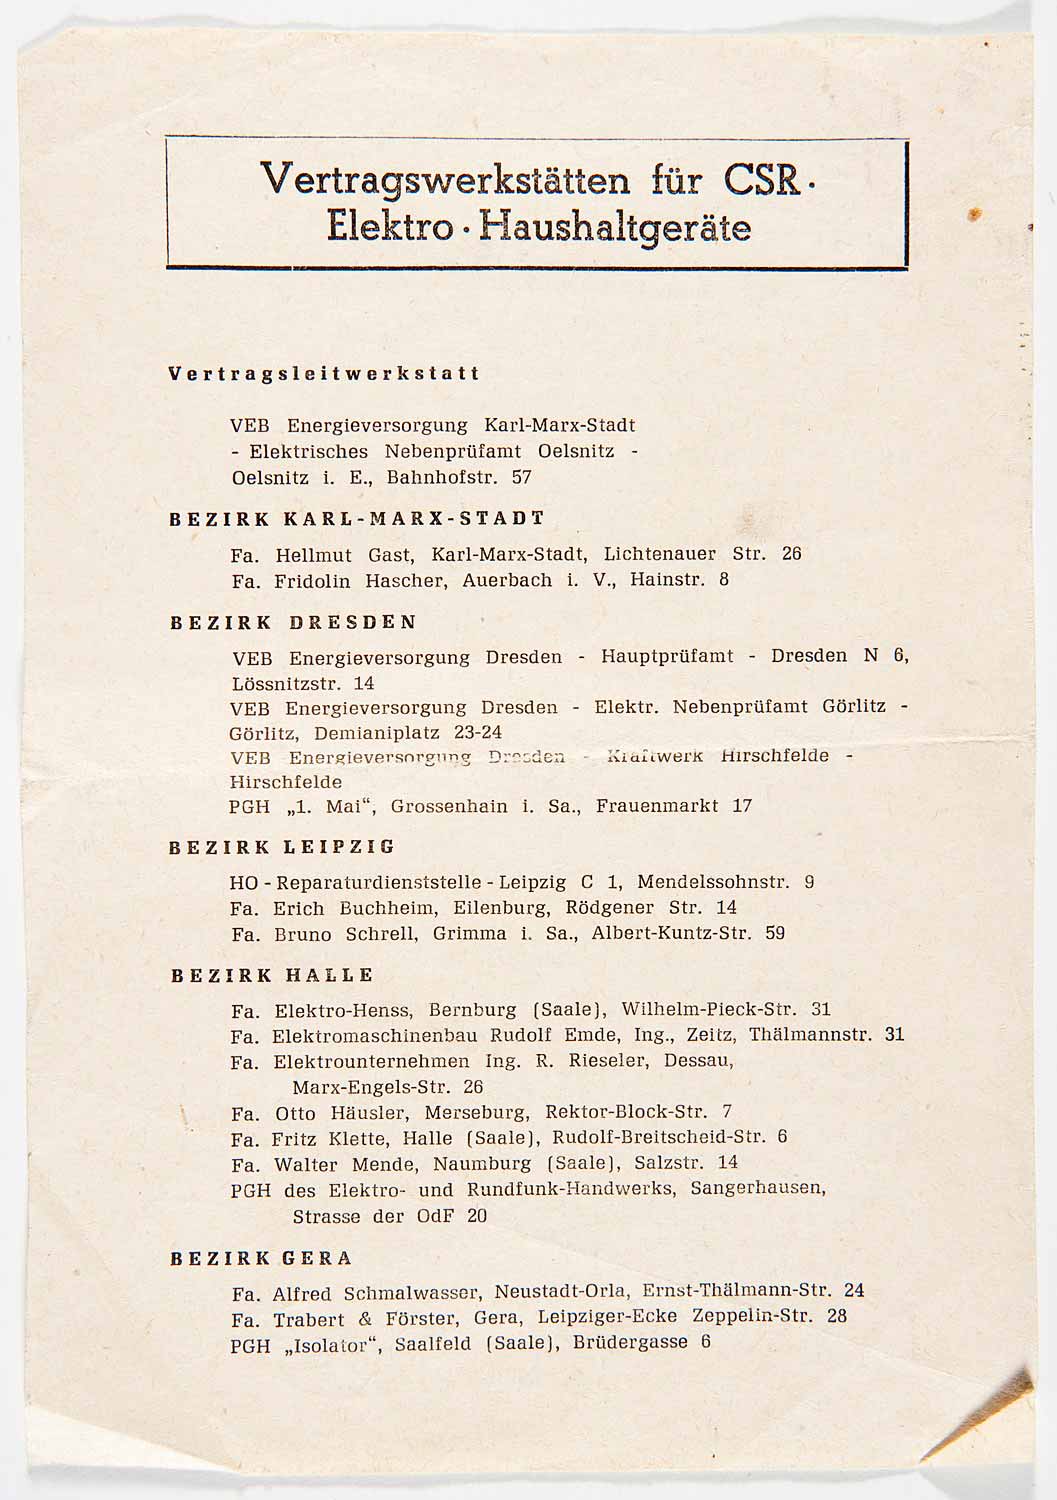 Vertragswerkstätten für CSR·
Elektro·Haushaltgeräte
Vertragsleitwerkstatt
VEB Energieversorgung Karl-Marx-Stadt
- Elektrisches Nebenprüfamt Oelsnitz -
Oelsnitz i. E., Bahnhofstr. 57
BEZIRK KARL-MARX-STADT
Fa. Hellmut Gast, Karl-Marx-Stadt, Lichtenauer Str. 26
Fa. Fridolin Hascher, Auerbach i. V., Hainstr. 8
BEZIRK DRESDEN
VEB Energieversorgung Dresden - Hauptprüfamt - Dresden N 6,
Lössnitzstr. 14
VEB Energieversorgung Dresden - Elektr. Nebenprüfamt Görlitz -
Görlitz, Demianiplatz 23-24
VEB Energieversorgung Dresden - Kraftwerk Hirschfelde -
Hirschfelde
PGH „1. Mai“, Grossenhain i. Sa., Frauenmarkt 17
BEZIRK LEIPZIG
HO - Reparaturdienststelle - Leipzig C 1, Mendelssohnstr. 9
Fa. Erich Buchheim, Eilenburg, Rödgener Str. 14
Fa. Bruno Schrell, Grimma i. Sa., Albert-Kuntz-Str. 59
BEZIRK HALLE
Fa. Elektro-Henss, Bernburg (Saale), Wilhelm-Pieck-Str. 31
Fa. Elektromaschinenbau Rudolf Emde, Ing., Zeitz, Thälmannstr. 31
Fa. Elektrounternehmen Ing. R. Rieseler, Dessau,
Marx-Engels-Str. 26
Fa. Otto Häusler, Merseburg, Rektor-Block-Str. 7
Fa. Fritz Klette, Halle (Saale), Rudolf-Breitscheid-Str. 6
Fa. Walter Mende, Naumburg (Saale), Salzstr. 14
PGH des Elektro- und Rundfunk-Handwerks, Sangerhausen,
Strasse der OdF 20
BEZIRK GERA
Fa. Alfred Schmalwasser, Neustadt-Orla, Ernst-Thälmann-Str. 24
Fa. Trabert & Förster, Gera, Leipziger-Ecke Zeppelin-Str. 28
PGH „Isolator“, Saalfeld (Saale), Brüdergasse 6